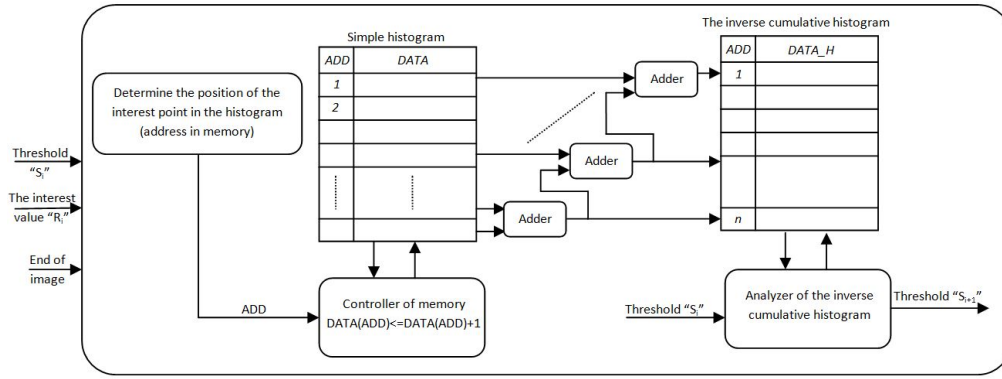 The inverse cumulative histogram
Simple histogram
ADD DATA
1
2
ADD DATA_H
1
n
Adder
Adder
Adder
Determine the position of the
interest point in the histogram
(address in memory)
Threshold
“Si”
The interest
value “Ri”
End of
image
ADD
Controller of memory
DATA(ADD)<=DATA(ADD)+1
Threshold “Si”
Analyzer of the inverse
cumulative histogram
Threshold “Si+1”